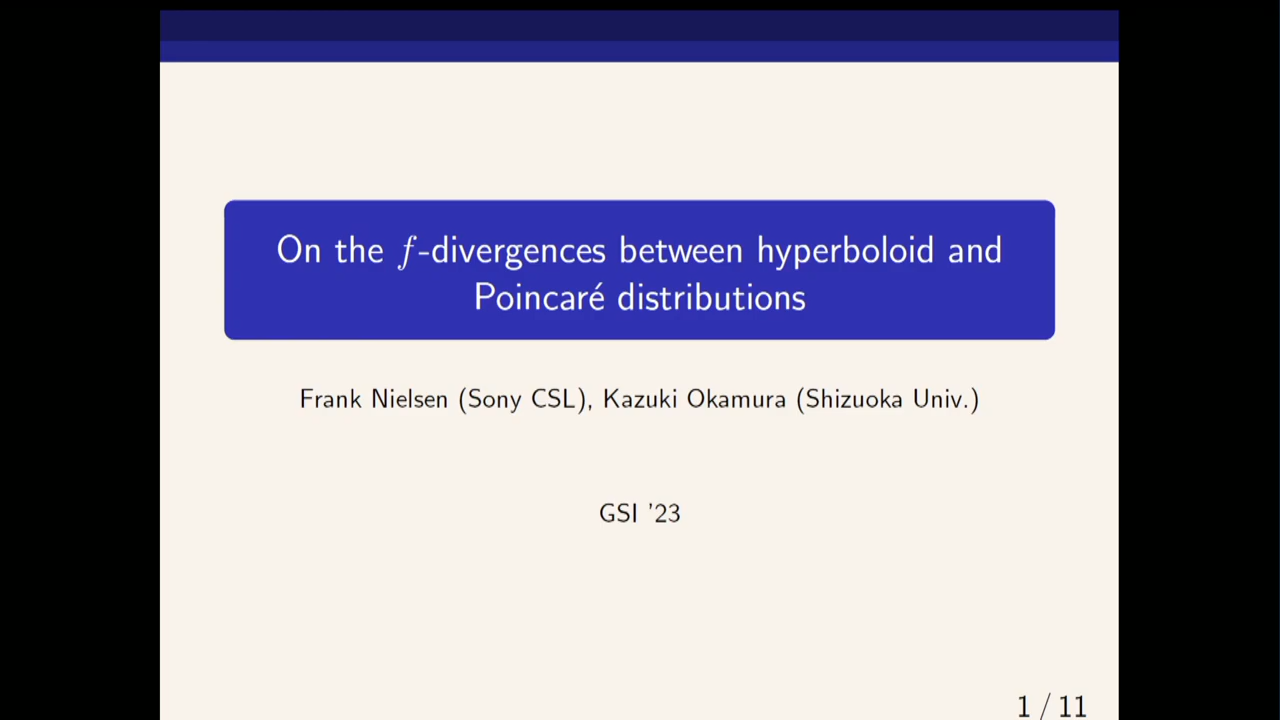 On the f-divergences between hyperboloid and
Poincaré distributions
Frank Nielsen (Sony CSL), Kazuki Okamura (Shizuoka Univ.)
GSI '23
1 / 11